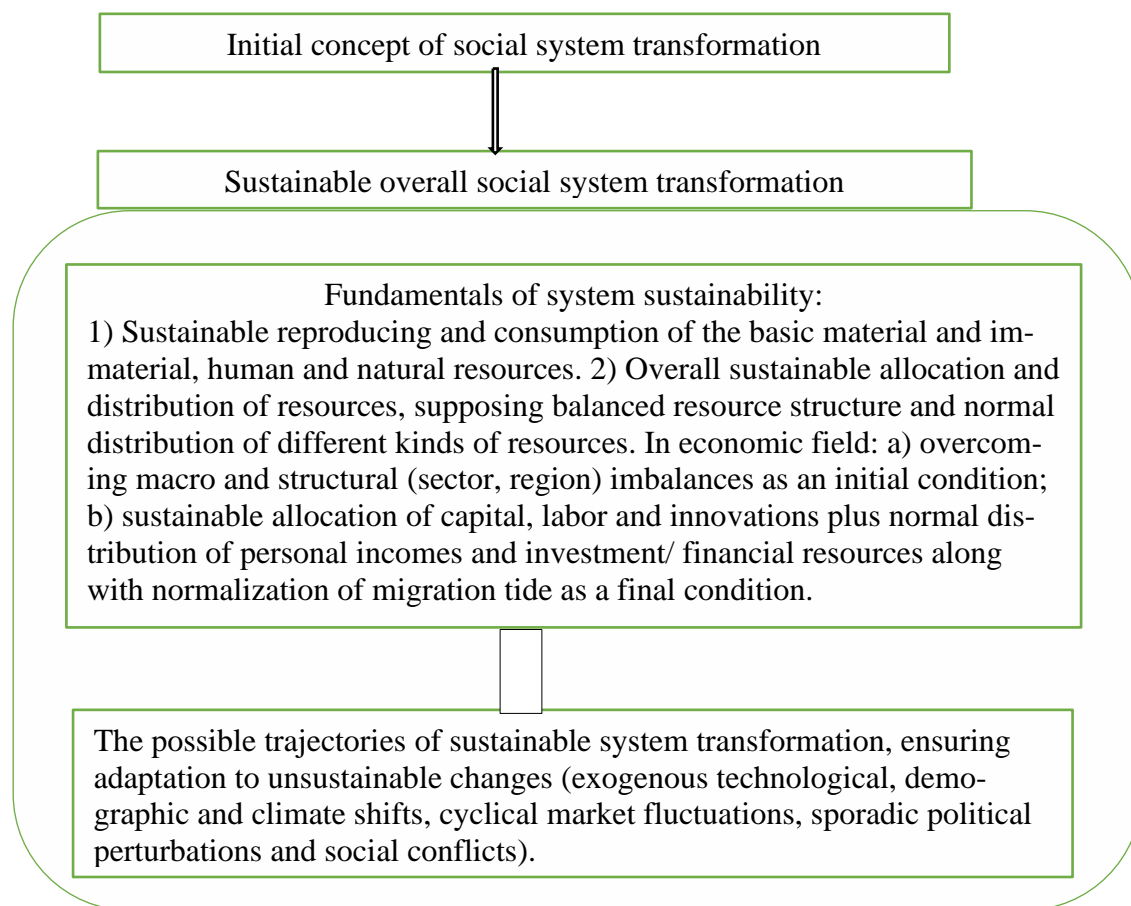 Initial concept of social system transformation
Sustainable overall social system transformation
Fundamentals of system sustainability:
1) Sustainable reproducing and consumption of the basic material and im-
material, human and natural resources. 2) Overall sustainable allocation and
distribution of resources, supposing balanced resource structure and normal
distribution of different kinds of resources. In economic field: a) overcom-
ing macro and structural (sector, region) imbalances as an initial condition;
b) sustainable allocation of capital, labor and innovations plus normal dis-
tribution of personal incomes and investment/ financial resources along
with normalization of migration tide as a final condition.
The possible trajectories of sustainable system transformation, ensuring
adaptation to unsustainable changes (exogenous technological, demo-
graphic and climate shifts, cyclical market fluctuations, sporadic political
perturbations and social conflicts).